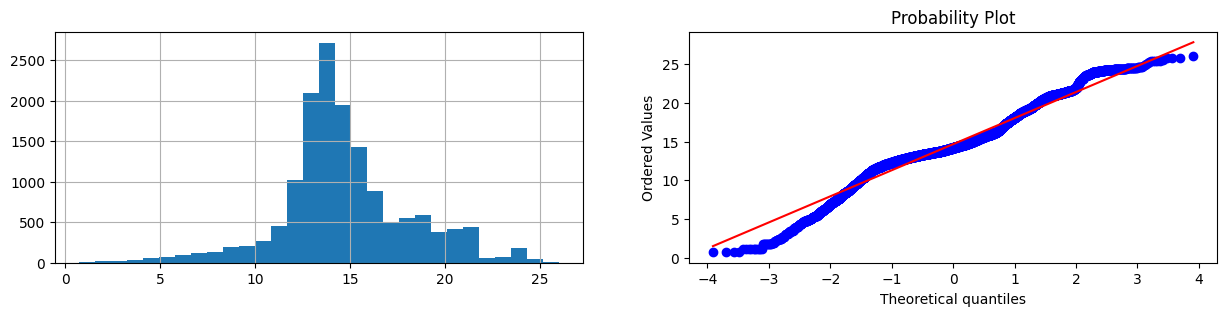 2500
2000
1500
1000
500
0
0 5 10 15 20 25
Probability Plot
Ordered Values
25
20
15
10
5
0
−4 −3 −2 −1 0 1 2 3 4
Theoretical quantiles